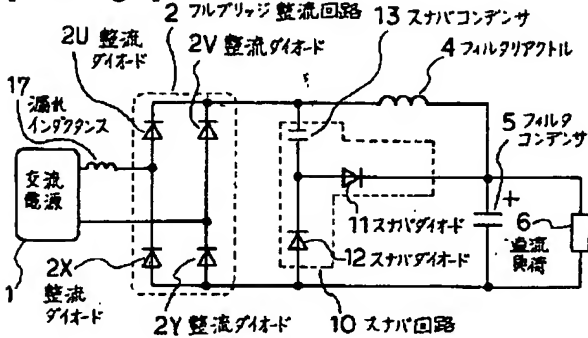 2 フルブリッジ整流回路
13 スナバコンデンサ
2U 整流
ダイオード
2V 整流ダイオード
4 フィルタリアクトル
17
漏れ
インダクタンス
5 フィルタ
コンデンサ
交流
電源
+
11 スナバダイオード
6
直流
負荷
12 スナバダイオード
1
2X
整流
ダイオード
2Y 整流ダイオード
10 スナバ回路